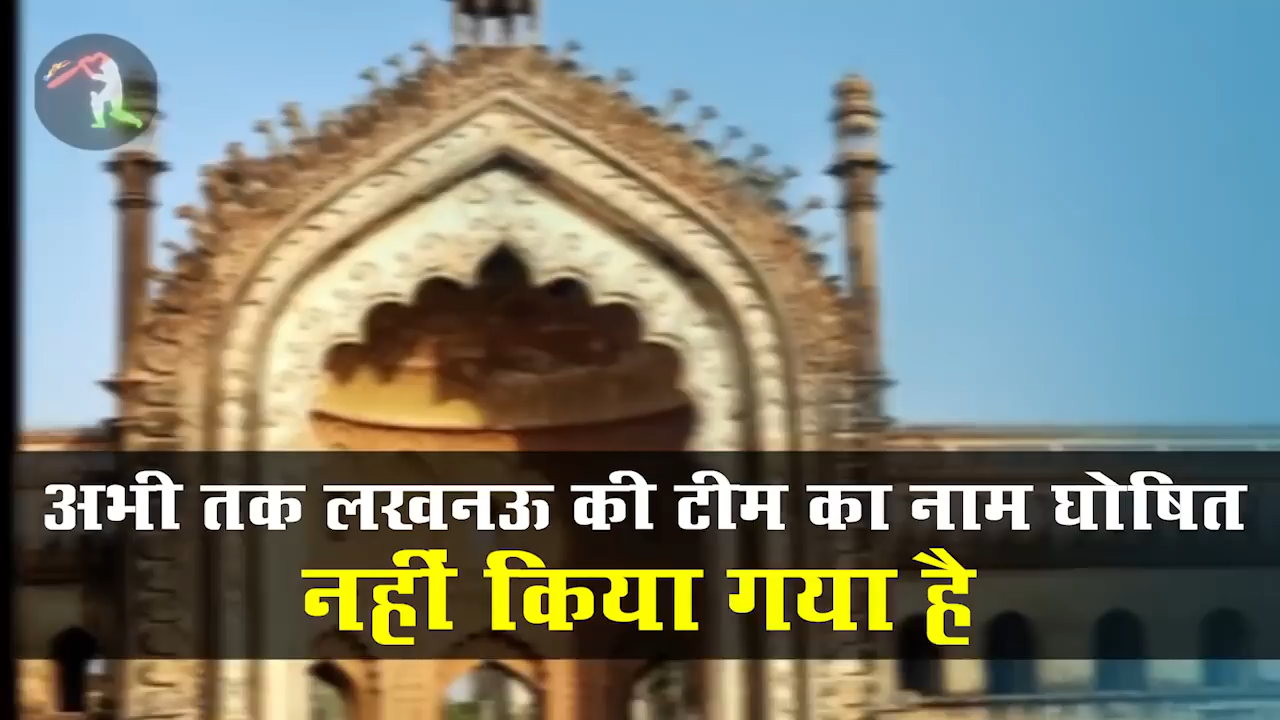 अभी तक लखनऊ की टीम का नाम घोषित
नहीं किया गया है